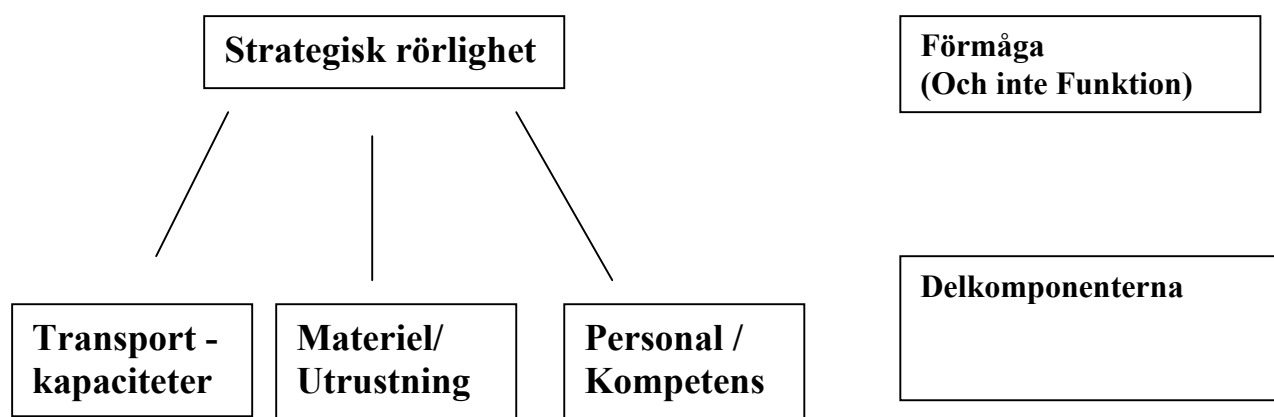 Strategisk rörlighet
Förmåga
(Och inte Funktion)
Transport -
kapaciteter
Materiel/
Utrustning
Personal /
Kompetens
Delkomponenterna